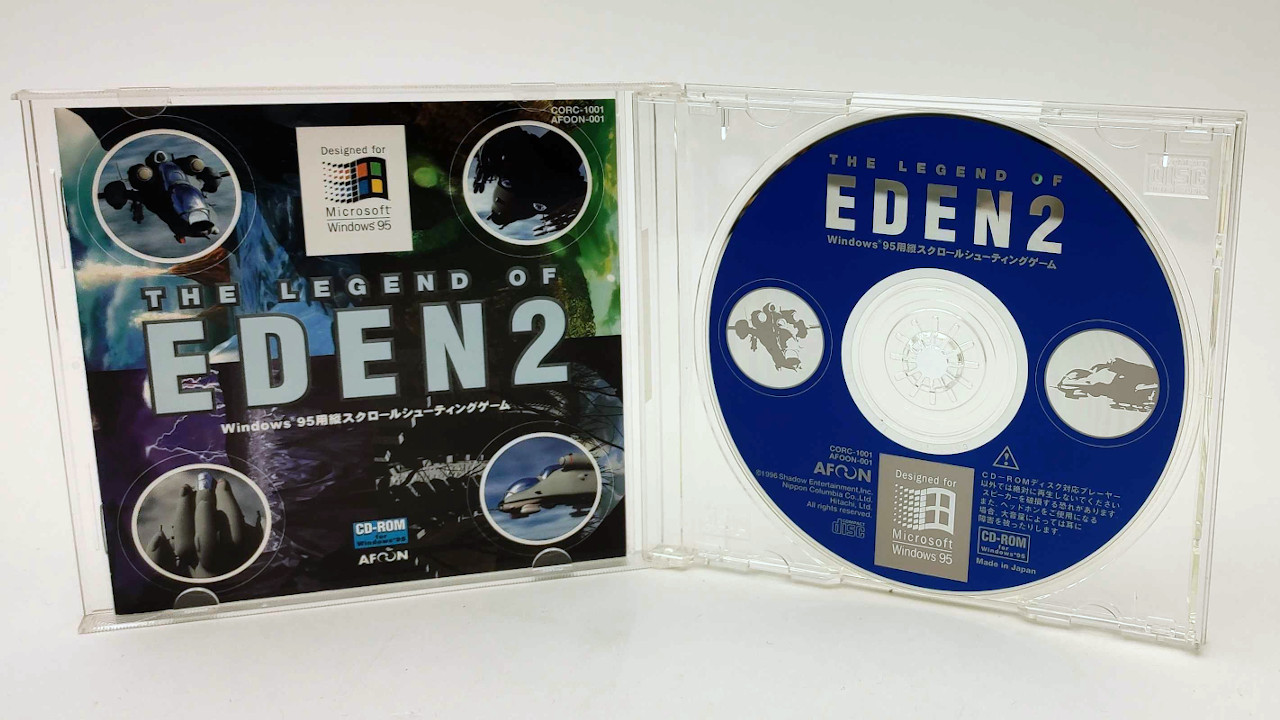 CORC-1001
AFOON-001
Designed for
Microsoft®
Windows®95
THE LEGEND OF
EDEN2
Windows®95用縦スクロールシューティングゲーム
CD-ROM
for
Windows®95
AFOON
THE LEGEND OF
EDEN2
Windows®95用縦スクロールシューティングゲーム
CORC-1001
AFOON-001
AFOON
©1996 Shadow Entertainment,Inc.
Nippon Columbia Co.,Ltd.
Hitachi, Ltd.
All rights reserved.
COMPACT
disc
Designed for
Microsoft®
Windows®95
CD-ROMディスク対応プレーヤー
以外では絶対に再生しないでください
スピーカーを破損する恐れがあります
また、ヘッドホンをご使用になる
場合、大音量によっては耳に
障害を被ったりします。
CD-ROM
for
Windows®95
Made in Japan
DISC